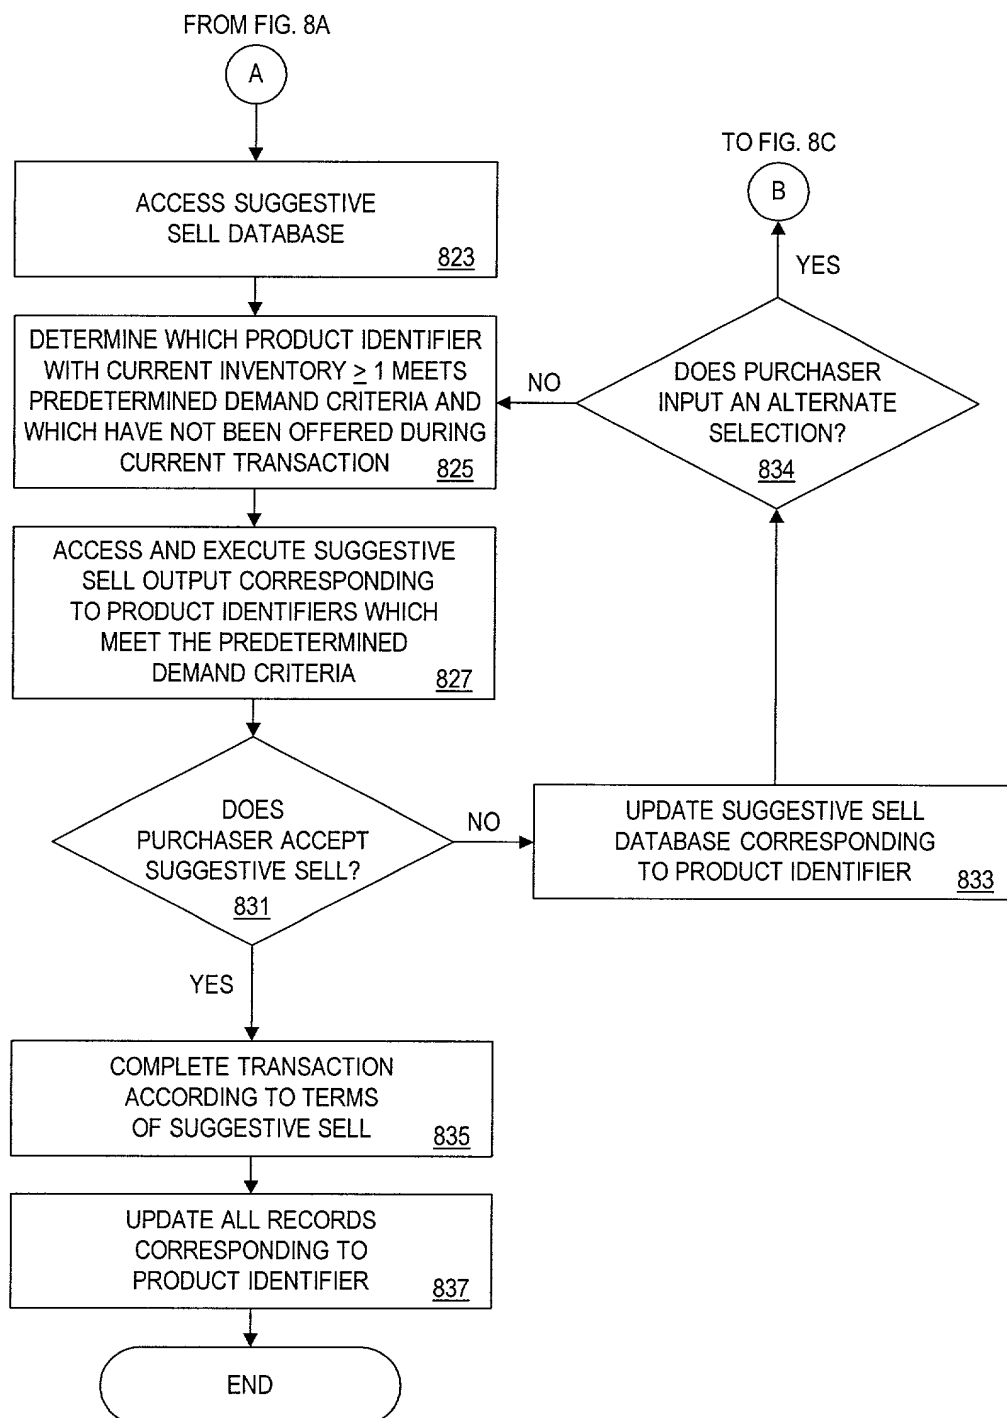 FROM FIG. 8A
A
ACCESS SUGGESTIVE
SELL DATABASE
823
DETERMINE WHICH PRODUCT IDENTIFIER
WITH CURRENT INVENTORY ≥ 1 MEETS
PREDETERMINED DEMAND CRITERIA AND
WHICH HAVE NOT BEEN OFFERED DURING
CURRENT TRANSACTION
825
ACCESS AND EXECUTE SUGGESTIVE
SELL OUTPUT CORRESPONDING
TO PRODUCT IDENTIFIERS WHICH
MEET THE PREDETERMINED
DEMAND CRITERIA
827
DOES
PURCHASER ACCEPT
SUGGESTIVE SELL?
831
NO
UPDATE SUGGESTIVE SELL
DATABASE CORRESPONDING
TO PRODUCT IDENTIFIER
833
DOES PURCHASER
INPUT AN ALTERNATE
SELECTION?
834
NO
YES
TO FIG. 8C
B
YES
COMPLETE TRANSACTION
ACCORDING TO TERMS
OF SUGGESTIVE SELL
835
UPDATE ALL RECORDS
CORRESPONDING TO
PRODUCT IDENTIFIER
837
END